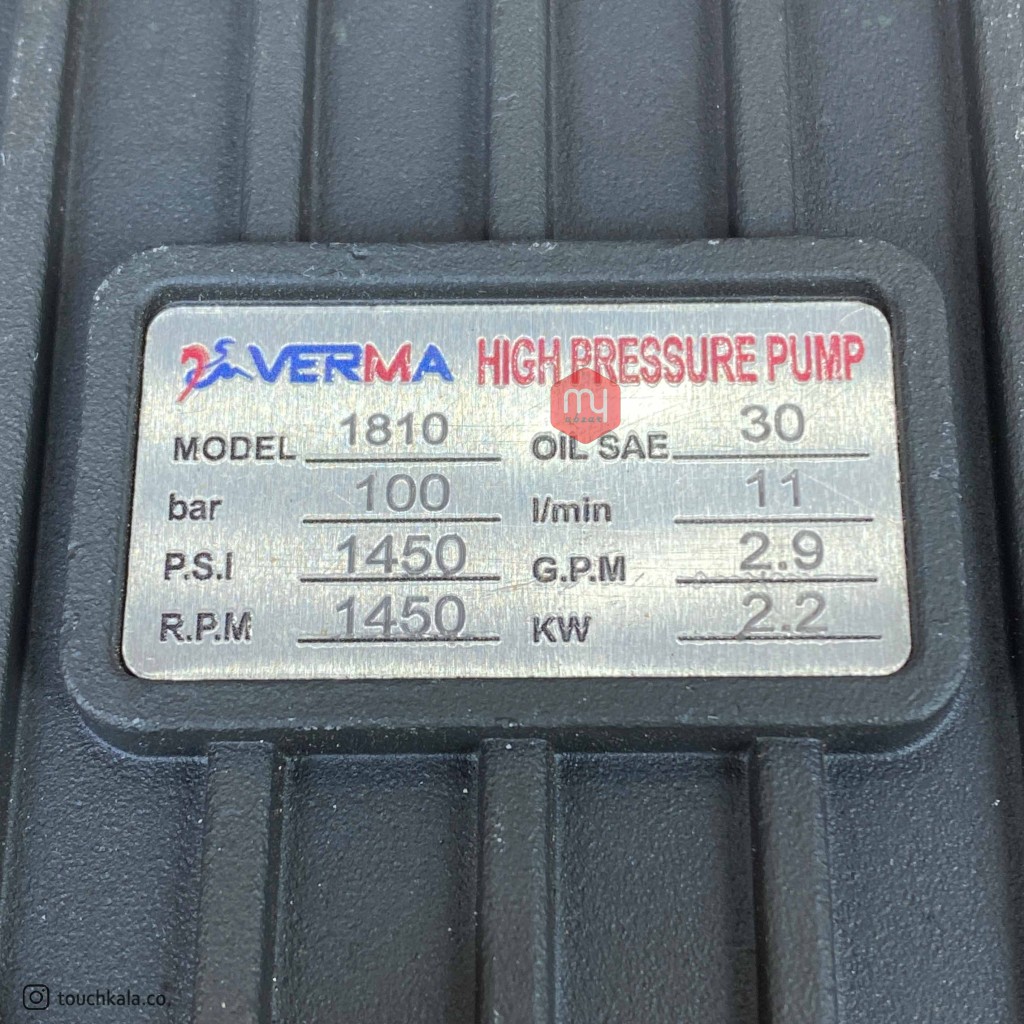 VERMA HIGH PRESSURE PUMP
MODEL 1810 OIL SAE 30
bar 100 l/min 11
P.S.I 1450 G.P.M 2.9
R.P.M 1450 KW 2.2
my
touchkala.co